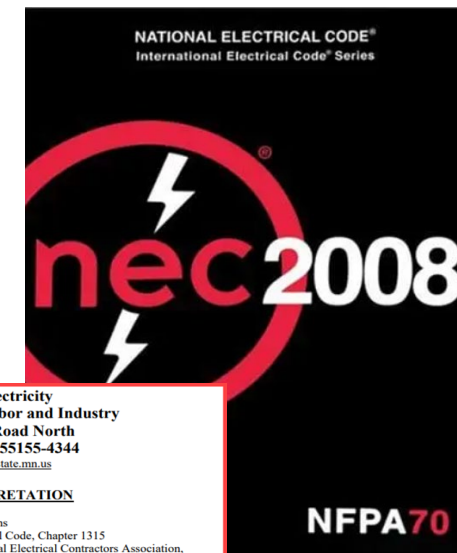 NATIONAL ELECTRICAL CODE®
International Electrical Code® Series
®
nec2008
ectricity
bor and Industry
Road North
55155-4344
tate.mn.us
RETATION
ns
l Code, Chapter 1315
al Electrical Contractors Association,
NFPA70